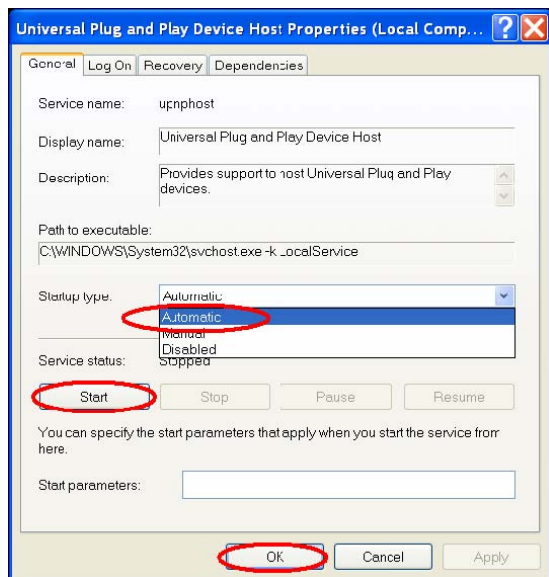 Universal Plug and Play Device Host Properties (Local Comp...
General Log On Recovery Dependencies
Service name: upnphost
Display name: Universal Plug and Play Device Host
Description: Provides support to host Universal Plug and Play
devices.
Path to executable:
C:\WINDOWS\System32\svchost.exe -k LocalService
Startup type: Automatic
Automatic
Manual
Disabled
Service status: Stopped
Start Stop Pause Resume
You can specify the start parameters that apply when you start the service from
here.
Start parameters:
OK Cancel Apply